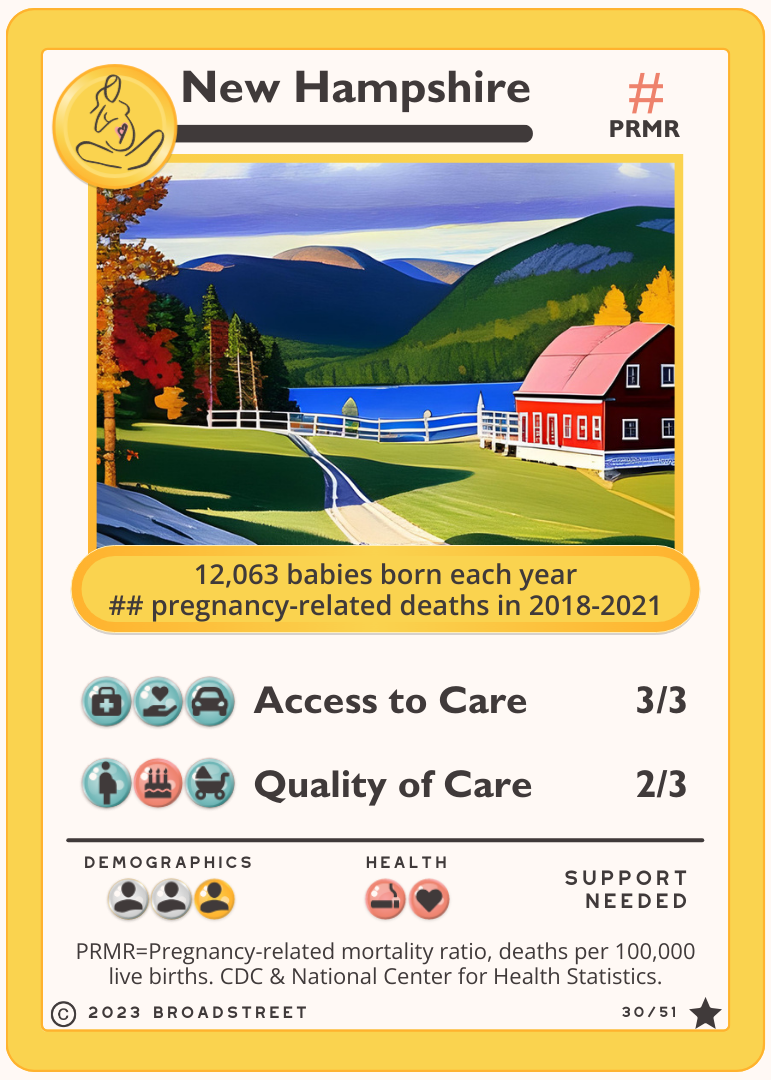 New Hampshire
#
PRMR
12,063 babies born each year
## pregnancy-related deaths in 2018-2021
Access to Care 3/3
Quality of Care 2/3
DEMOGRAPHICS
HEALTH
SUPPORT
NEEDED
PRMR=Pregnancy-related mortality ratio, deaths per 100,000
live births. CDC & National Center for Health Statistics.
© 2023 BROADSTREET 30/51